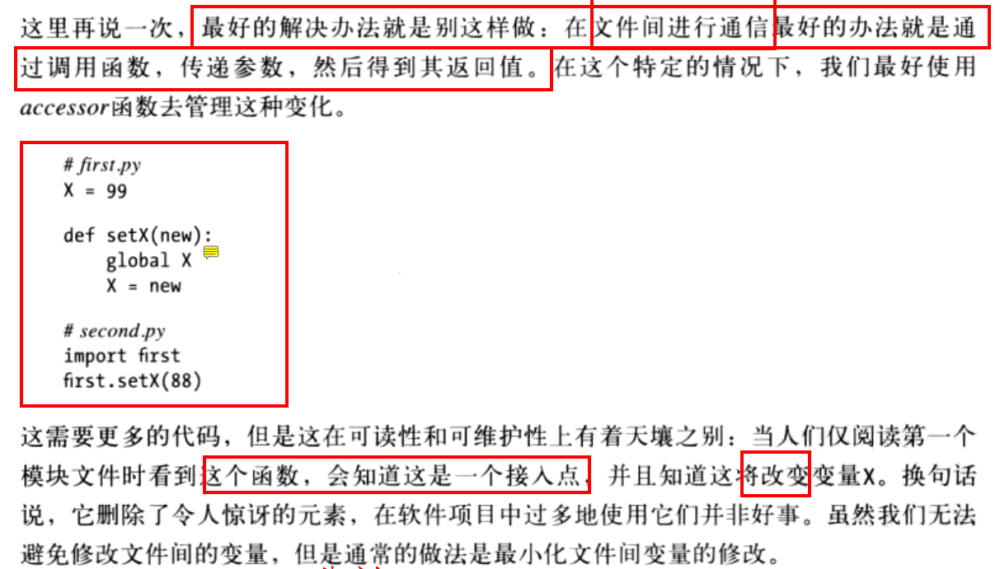 这里再说一次，最好的解决办法就是别这样做：在文件间进行通信最好的办法就是通
过调用函数，传递参数，然后得到其返回值。在这个特定的情况下，我们最好使用
accessor函数去管理这种变化。
# first.py
X = 99
def setX(new):
    global X
    X = new
# second.py
import first
first.setX(88)
这需要更多的代码，但是这在可读性和可维护性上有着天壤之别：当人们仅阅读第一个
模块文件时看到这个函数，会知道这是一个接入点，并且知道这将改变变量X。换句话
说，它删除了令人惊讶的元素，在软件项目中过多地使用它们并非好事。虽然我们无法
避免修改文件间的变量，但是通常的做法是最小化文件间变量的修改。